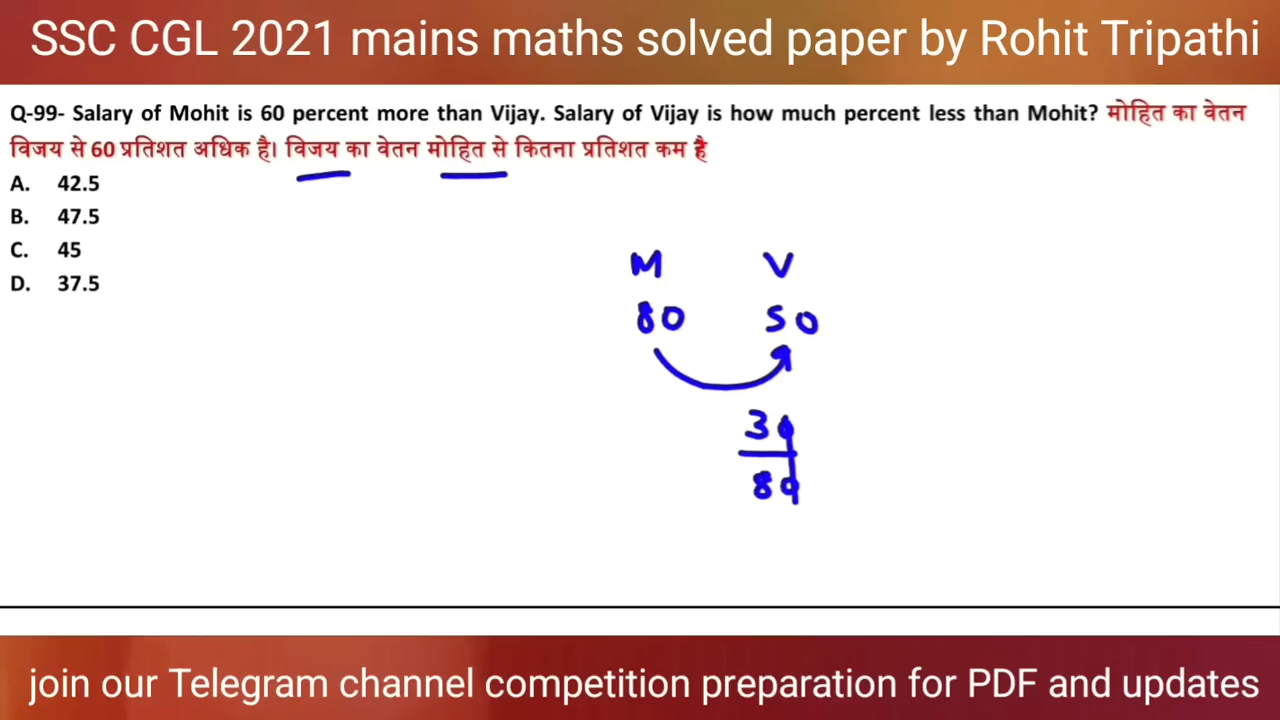 SSC CGL 2021 mains maths solved paper by Rohit Tripathi
Q-99- Salary of Mohit is 60 percent more than Vijay. Salary of Vijay is how much percent less than Mohit? मोहित का वेतन
विजय से 60 प्रतिशत अधिक है। विजय का वेतन मोहित से कितना प्रतिशत कम है
A. 42.5
B. 47.5
C. 45
D. 37.5
M V
80 50
30
80
join our Telegram channel competition preparation for PDF and updates